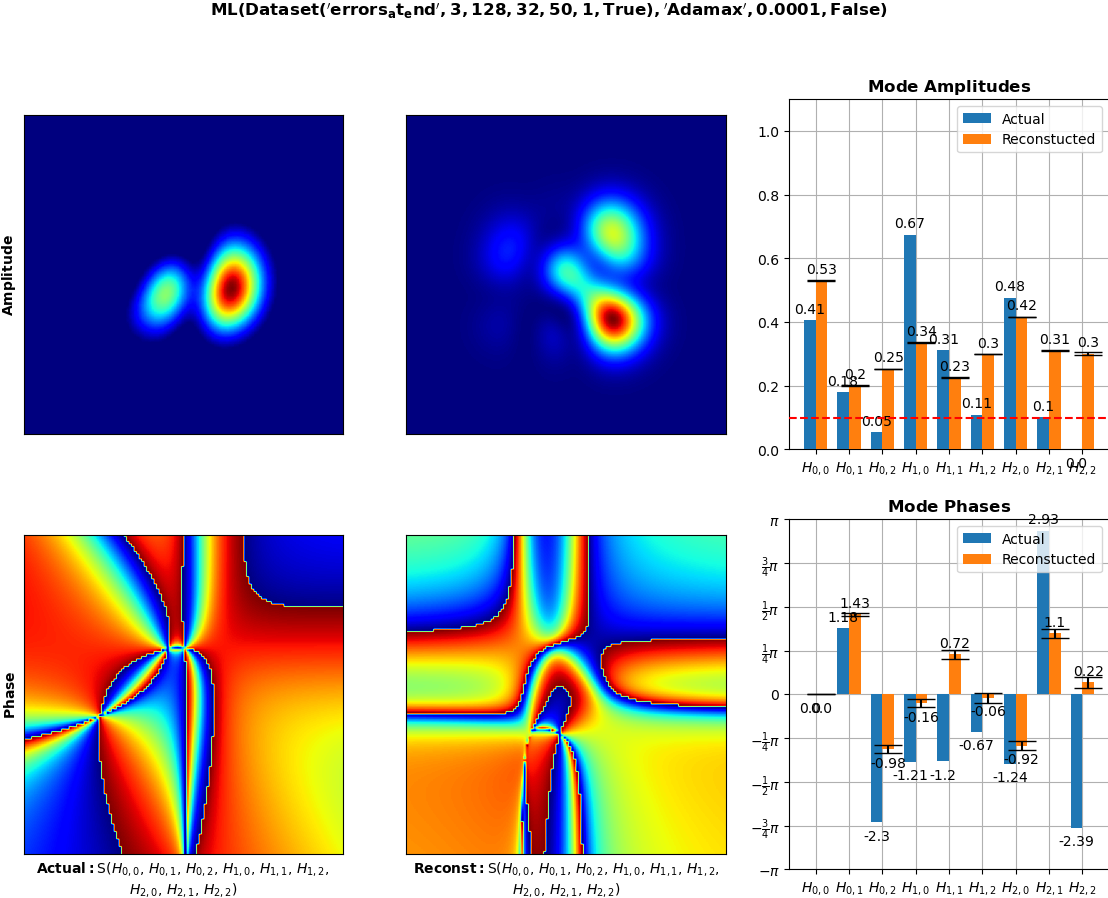 ML(Dataset('errors_at_end', 3, 128, 32, 50, 1, True), 'Adamax', 0.0001, False)
Amplitude
Mode Amplitudes
Actual
Reconstucted
1.0
0.8
0.6
0.4
0.2
0.0
0.41
0.53
0.18
0.2
0.05
0.25
0.67
0.34
0.31
0.23
0.11
0.3
0.48
0.42
0.1
0.31
0.0
0.3
H0,0 H0,1 H0,2 H1,0 H1,1 H1,2 H2,0 H2,1 H2,2
Phase
Actual: S(H0,0, H0,1, H0,2, H1,0, H1,1, H1,2,
H2,0, H2,1, H2,2)
Reconst: S(H0,0, H0,1, H0,2, H1,0, H1,1, H1,2,
H2,0, H2,1, H2,2)
Mode Phases
Actual
Reconstucted
π
3/4π
1/2π
1/4π
0
−1/4π
−1/2π
−3/4π
−π
0.0
0.0
1.18
1.43
-2.3
-0.98
-1.21
-0.16
-1.2
0.72
-0.67
-0.06
-1.24
-0.92
2.93
1.1
-2.39
0.22
H0,0 H0,1 H0,2 H1,0 H1,1 H1,2 H2,0 H2,1 H2,2